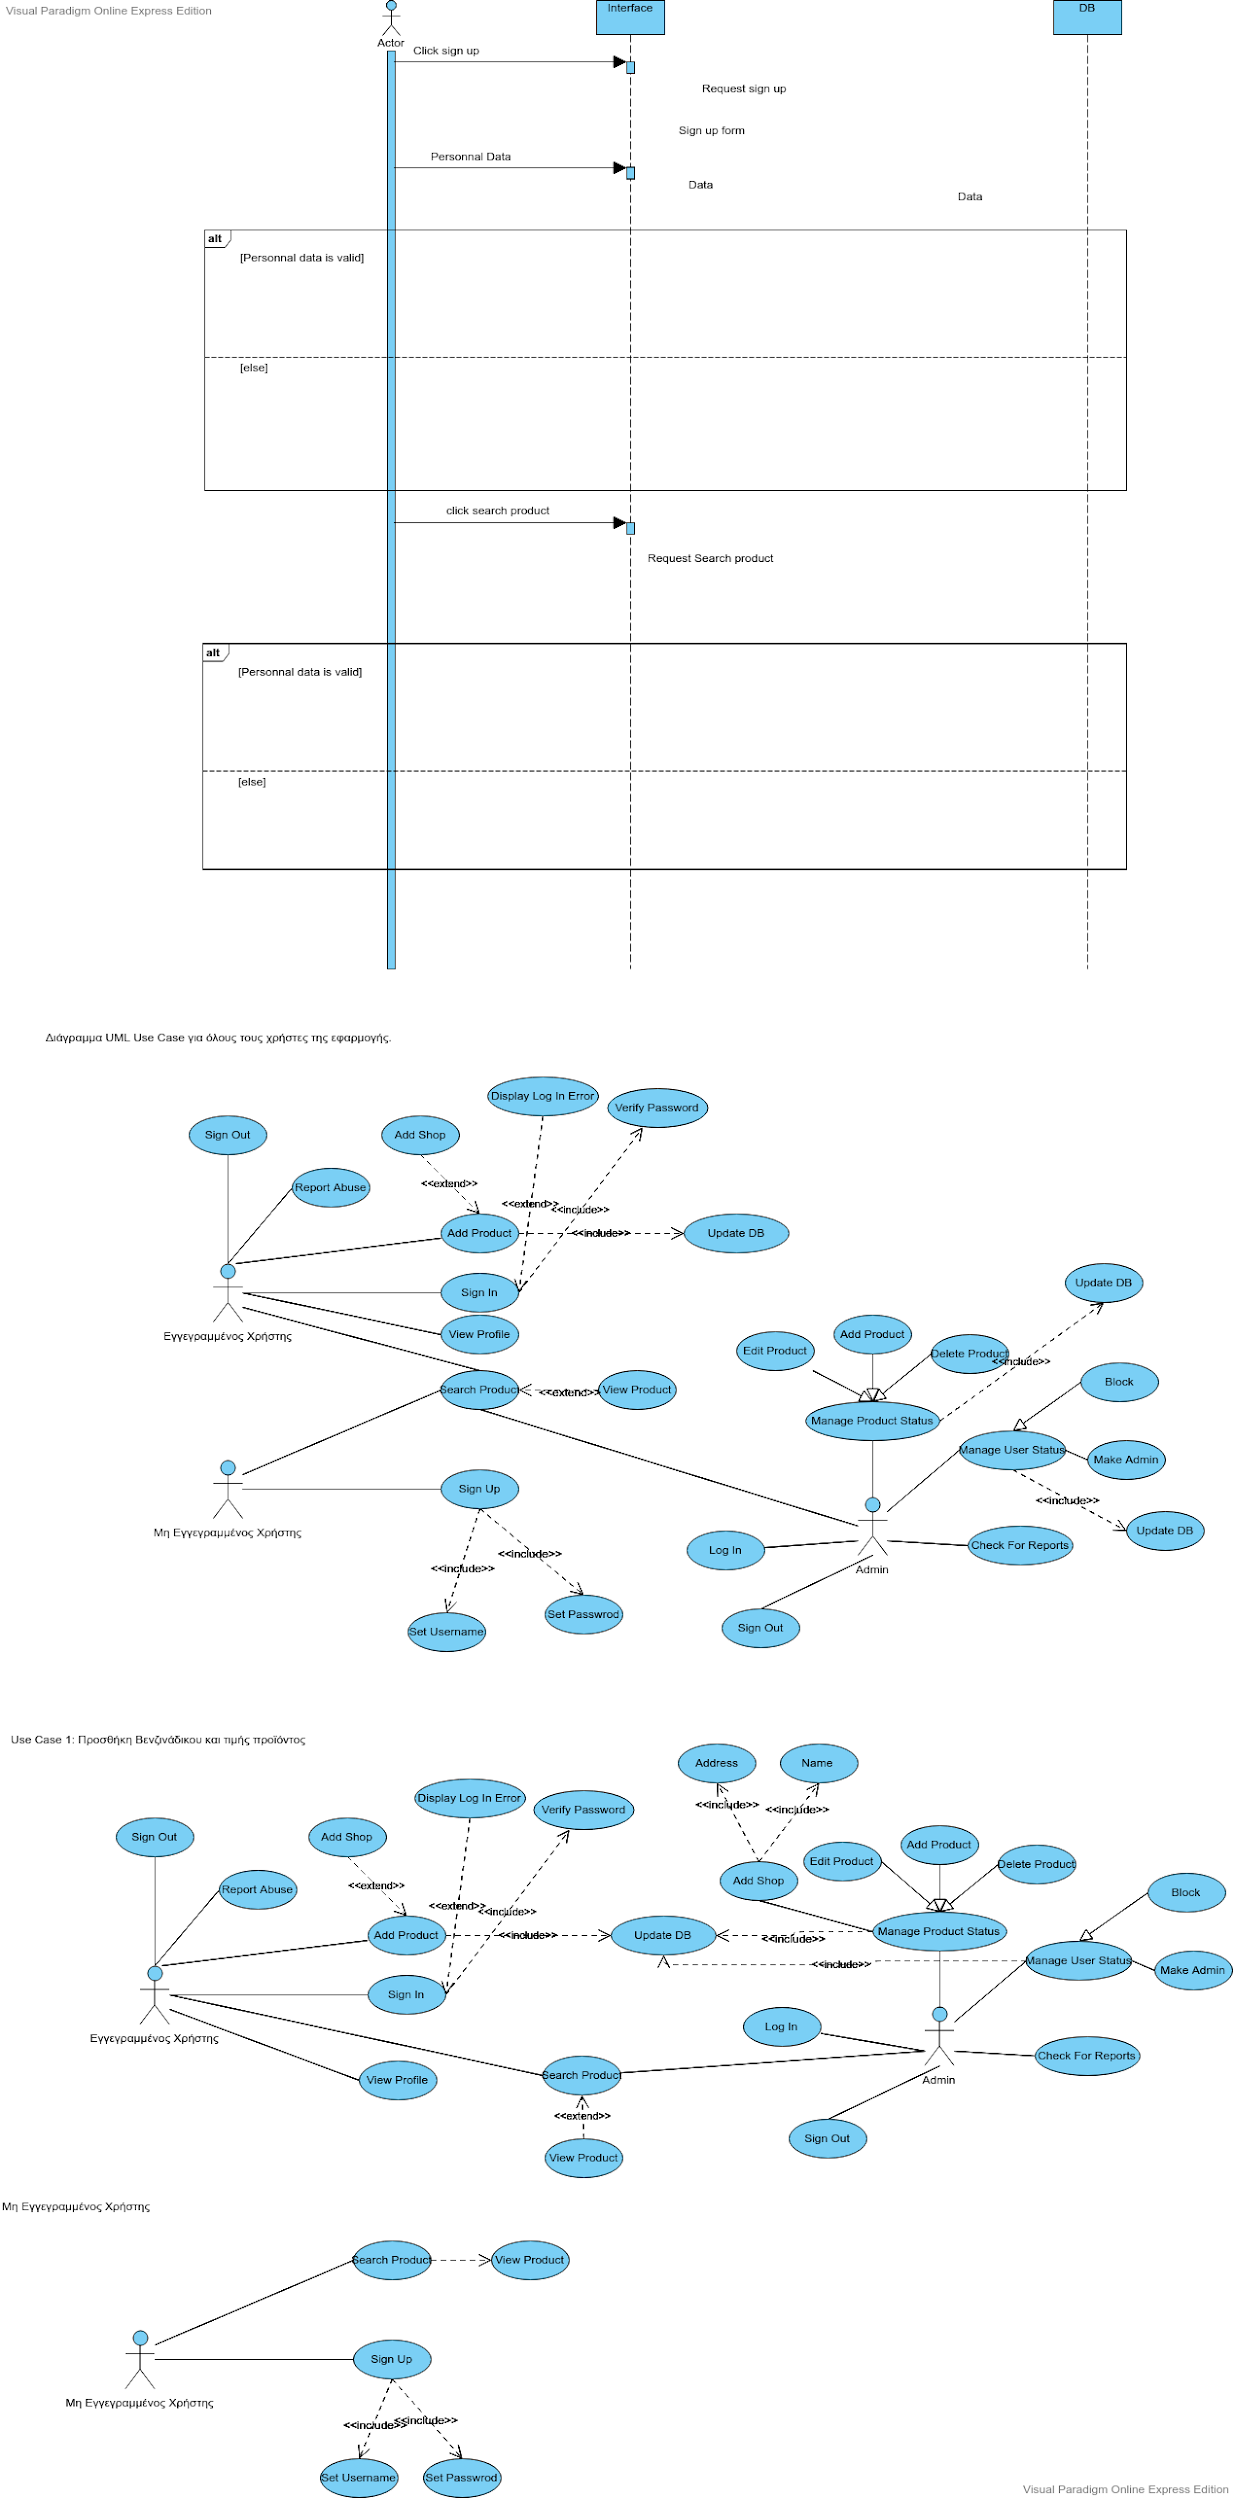 Visual Paradigm Online Express Edition
Actor
Interface
DB
Click sign up
Request sign up
Sign up form
Personnal Data
Data
Data
alt
[Personnal data is valid]
[else]
click search product
Request Search product
alt
[Personnal data is valid]
[else]
Διάγραμμα UML Use Case για όλους τους χρήστες της εφαρμογής.
Display Log In Error
Verify Password
Sign Out
Add Shop
Report Abuse
<<extend>>
<<extend>>
<<include>>
Add Product
<<include>>
Update DB
Sign In
Εγγεγραμμένος Χρήστης
View Profile
Search Product
<<extend>>
View Product
Μη Εγγεγραμμένος Χρήστης
Sign Up
<<include>>
<<include>>
Set Username
Set Passwrod
Update DB
Add Product
Edit Product
Delete Product
<<include>>
Block
Manage Product Status
Manage User Status
Make Admin
<<include>>
Update DB
Log In
Check For Reports
Admin
Sign Out
Use Case 1: Προσθήκη Βενζινάδικου και τιμής προϊόντος
Address
Name
Display Log In Error
Verify Password
<<include>>
<<include>>
Sign Out
Add Shop
Edit Product
Add Product
Delete Product
Report Abuse
Add Shop
Block
<<extend>>
<<extend>>
<<include>>
Add Product
<<include>>
Update DB
<<include>>
Manage Product Status
<<include>>
Manage User Status
Make Admin
Sign In
Log In
Εγγεγραμμένος Χρήστης
Check For Reports
View Profile
Search Product
Admin
<<extend>>
Sign Out
View Product
Μη Εγγεγραμμένος Χρήστης
Search Product
View Product
Sign Up
Μη Εγγεγραμμένος Χρήστης
<<include>>
<<include>>
Set Username
Set Passwrod
Visual Paradigm Online Express Edition